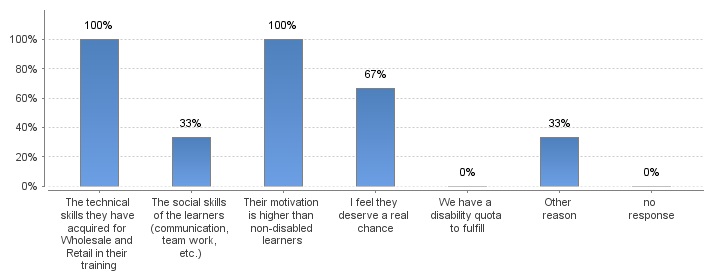 100%
100%
67%
33%
33%
0%
0%
100%
80%
60%
40%
20%
0%
The technical
skills they have
acquired for
Wholesale and
Retail in their
training
The social skills
of the learners
(communication,
team work,
etc.)
Their motivation
is higher than
non-disabled
learners
I feel they
deserve a real
chance
We have a
disability quota
to fulfill
Other
reason
no
response